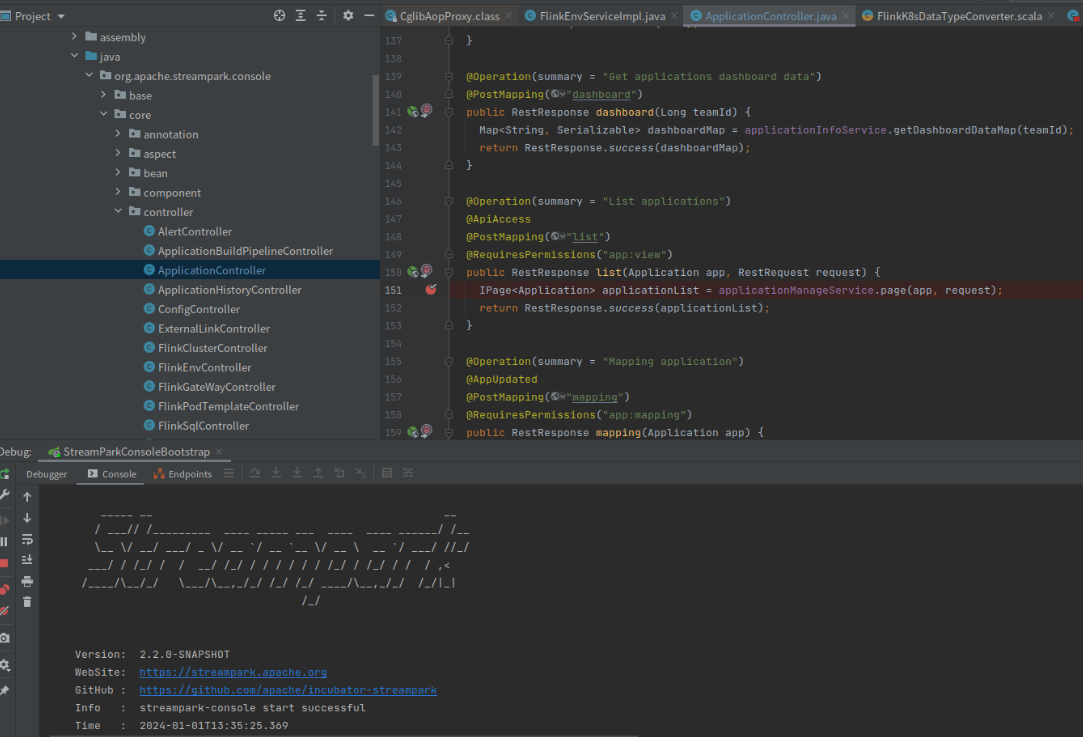 Project
CglibAopProxy.class
FlinkEnvServiceImpl.java
ApplicationController.java
FlinkK8sDataTypeConverter.scala
assembly
java
org.apache.streampark.console
base
core
annotation
aspect
bean
component
controller
AlertController
ApplicationBuildPipelineController
ApplicationController
ApplicationHistoryController
ConfigController
ExternalLinkController
FlinkClusterController
FlinkEnvController
FlinkGateWayController
FlinkPodTemplateController
FlinkSqlController
137 }
138
139 @Operation(summary = "Get applications dashboard data")
140 @PostMapping("dashboard")
141 public RestResponse dashboard(Long teamId) {
142 Map<String, Serializable> dashboardMap = applicationInfoService.getDashboardDataMap(teamId);
143 return RestResponse.success(dashboardMap);
144 }
145
146 @Operation(summary = "List applications")
147 @ApiAccess
148 @PostMapping("list")
149 @RequiresPermissions("app:view")
150 public RestResponse list(Application app, RestRequest request) {
151 IPage<Application> applicationList = applicationManageService.page(app, request);
152 return RestResponse.success(applicationList);
153 }
154
155 @Operation(summary = "Mapping application")
156 @AppUpdated
157 @PostMapping("mapping")
158 @RequiresPermissions("app:mapping")
159 public RestResponse mapping(Application app) {
Debug: StreamParkConsoleBootstrap
Debugger Console Endpoints
Version: 2.2.0-SNAPSHOT
WebSite: https://streampark.apache.org
GitHub : https://github.com/apache/incubator-streampark
Info : streampark-console start successful
Time : 2024-01-01T13:35:25.369